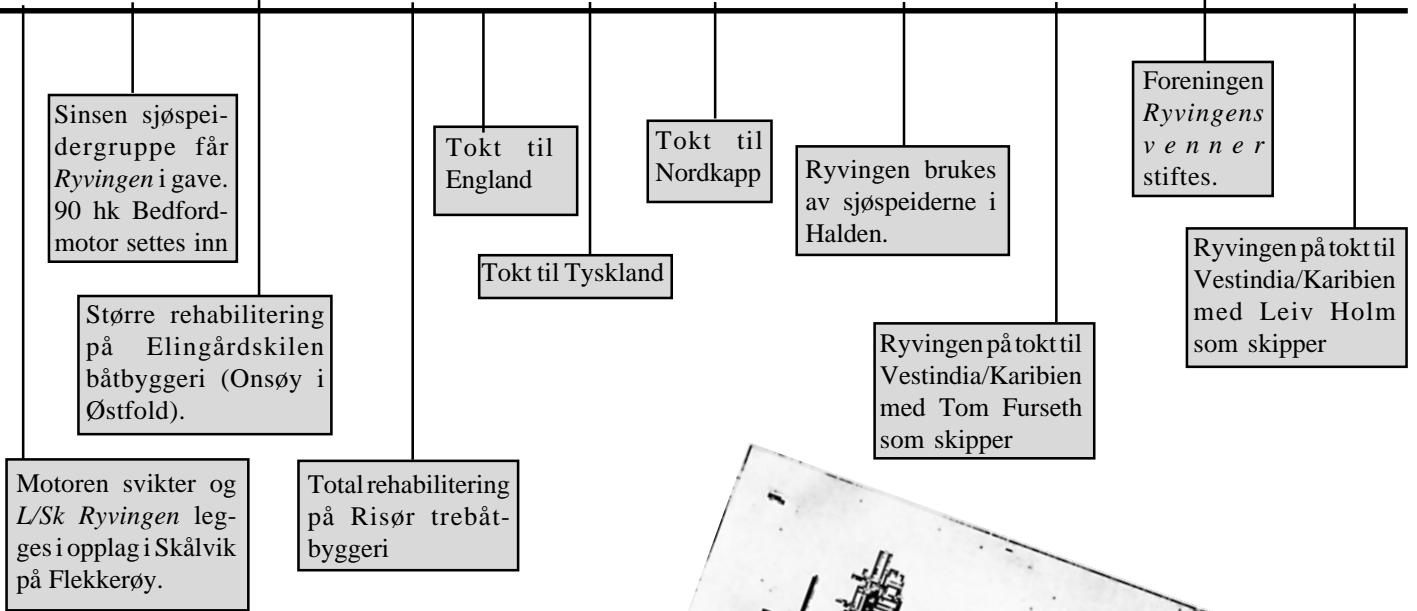 Motoren svikter og
L/Sk Ryvingen leg-
ges i opplag i Skålvik
på Flekkerøy.
Sinsen sjøspei-
dergruppe får
Ryvingen i gave.
90 hk Bedford-
motor settes inn
Større rehabilitering
på Elingårdskilen
båtbyggeri (Onsøy i
Østfold).
Total rehabilitering
på Risør trebåt-
byggeri
Tokt til
England
Tokt til Tyskland
Tokt til
Nordkapp
Ryvingen brukes
av sjøspeiderne i
Halden.
Ryvingen på tokt til
Vestindia/Karibien
med Tom Furseth
som skipper
Foreningen
Ryvingens
venner
stiftes.
Ryvingen på tokt til
Vestindia/Karibien
med Leiv Holm
som skipper